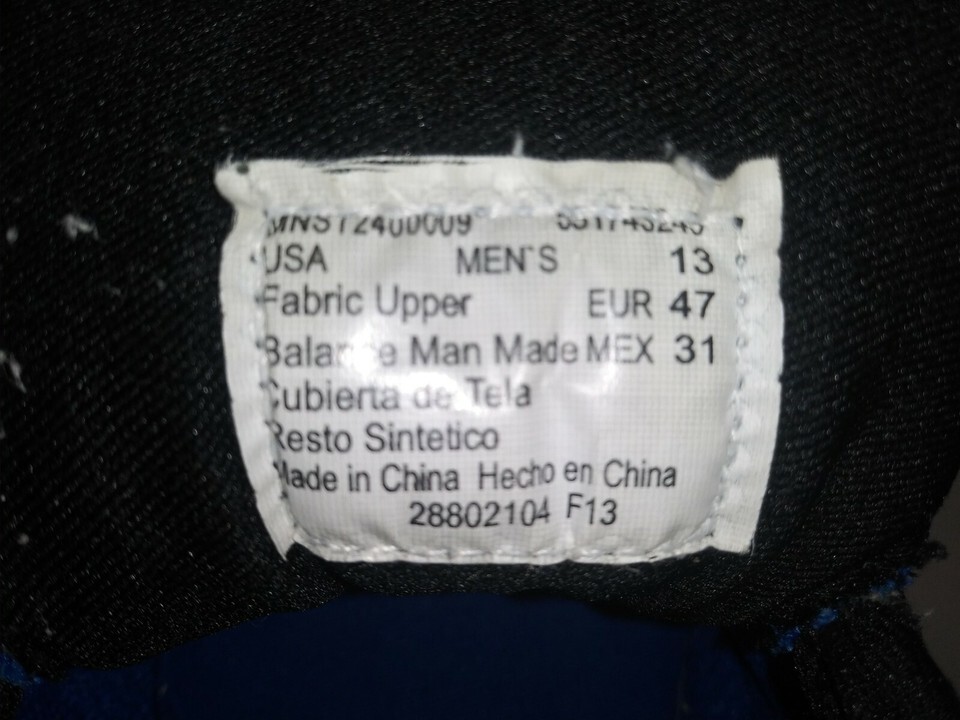 USA MEN'S 13
Fabric Upper EUR 47
Balance Man Made MEX 31
Cubierta de Tela
Resto Sintetico
Made in China Hecho en China
28802104 F13